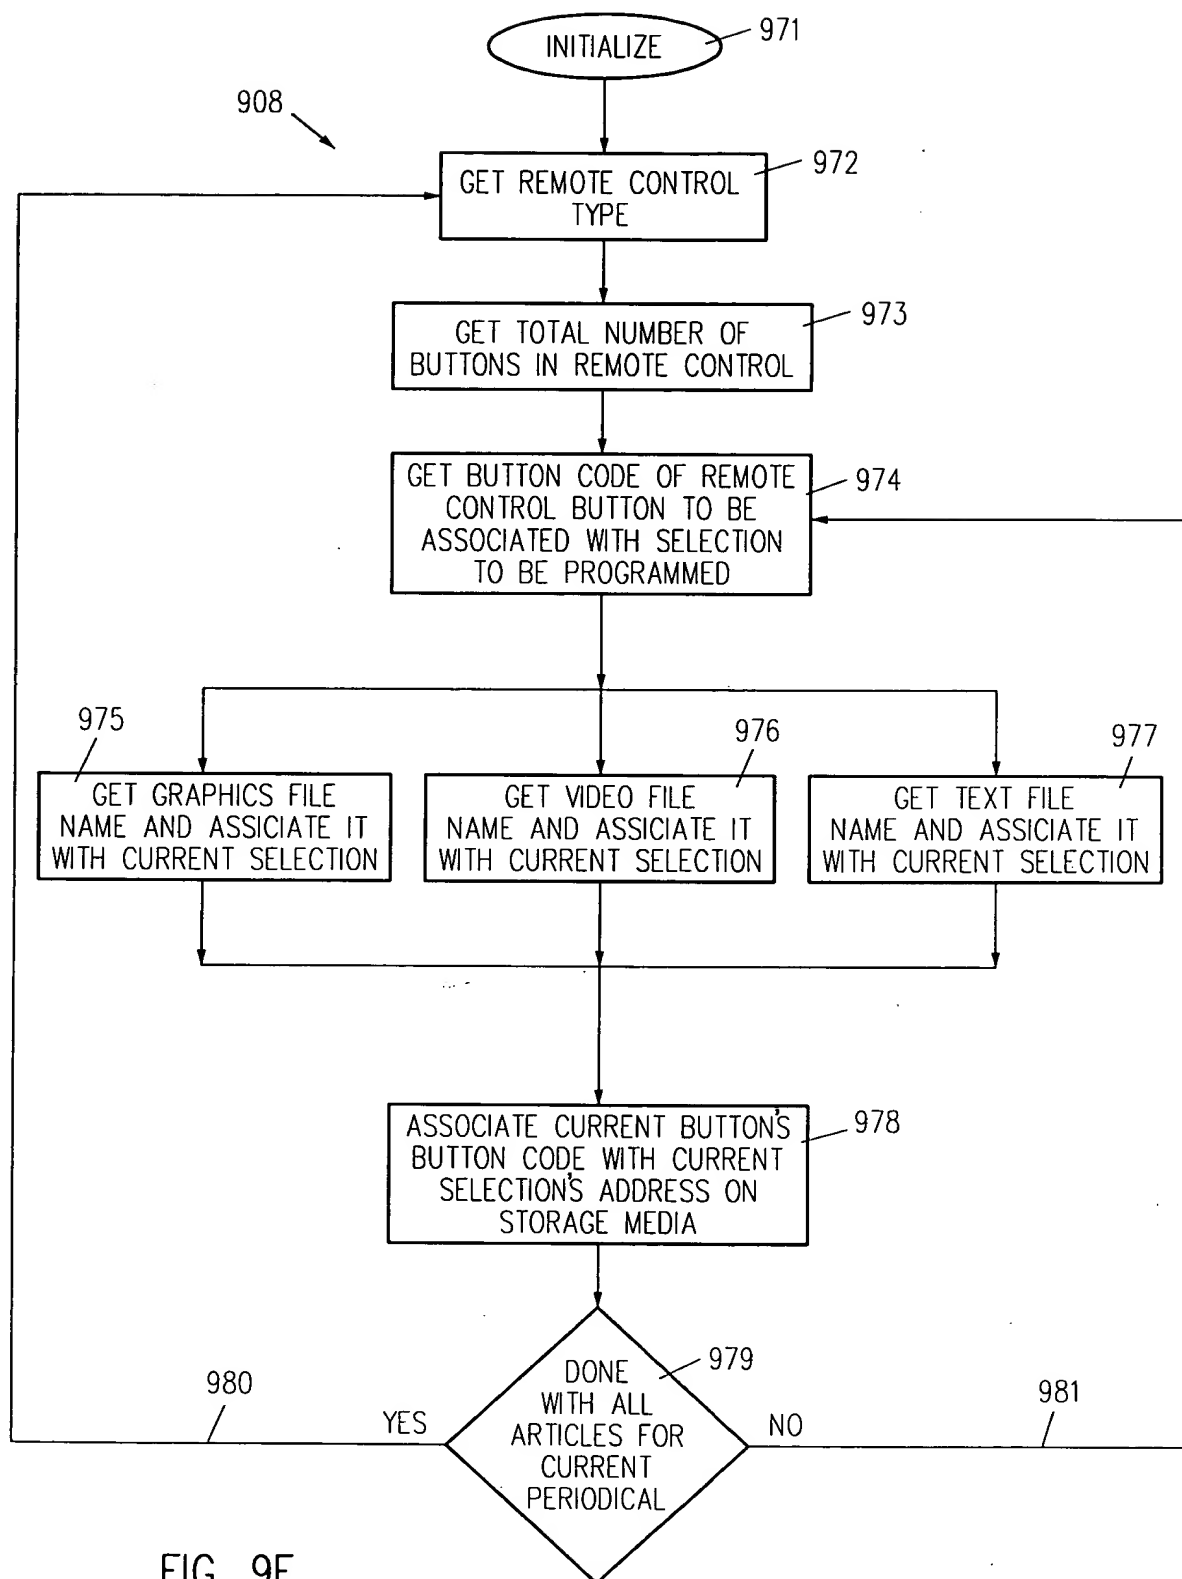 INITIALIZE
971
908
GET REMOTE CONTROL
TYPE
972
GET TOTAL NUMBER OF
BUTTONS IN REMOTE CONTROL
973
GET BUTTON CODE OF REMOTE
CONTROL BUTTON TO BE
ASSOCIATED WITH SELECTION
TO BE PROGRAMMED
974
975
GET GRAPHICS FILE
NAME AND ASSICIATE IT
WITH CURRENT SELECTION
976
GET VIDEO FILE
NAME AND ASSICIATE IT
WITH CURRENT SELECTION
977
GET TEXT FILE
NAME AND ASSICIATE IT
WITH CURRENT SELECTION
ASSOCIATE CURRENT BUTTON'S
BUTTON CODE WITH CURRENT
SELECTION'S ADDRESS ON
STORAGE MEDIA
978
DONE
WITH ALL
ARTICLES FOR
CURRENT
PERIODICAL
979
980
YES
NO
981